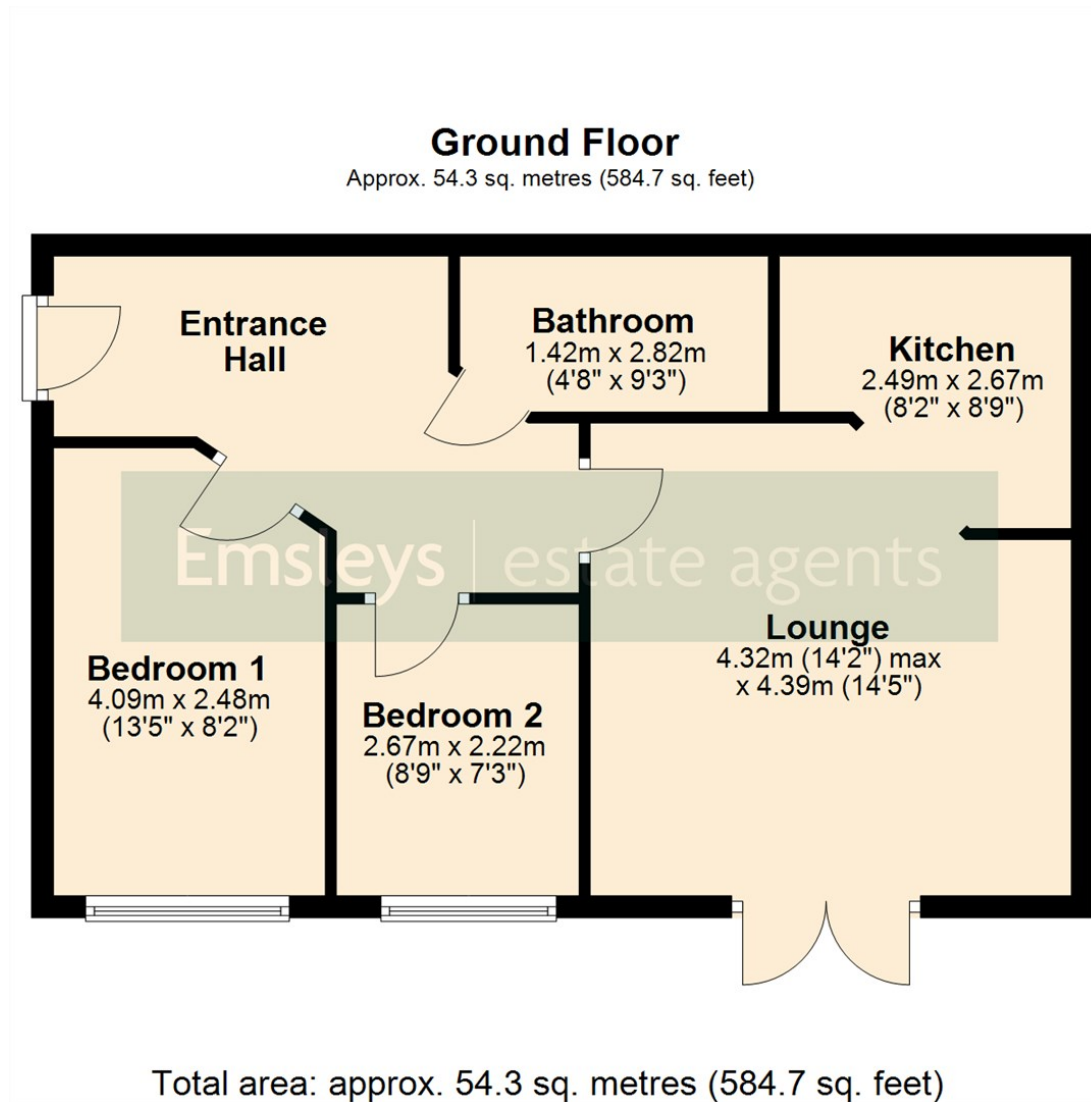 Ground Floor
Approx. 54.3 sq. metres (584.7 sq. feet)
Entrance
Hall
Bathroom
1.42m x 2.82m
(4'8" x 9'3")
Kitchen
2.49m x 2.67m
(8'2" x 8'9")
Emsleys estate agents
Lounge
4.32m (14'2") max
x 4.39m (14'5")
Bedroom 1
4.09m x 2.48m
(13'5" x 8'2")
Bedroom 2
2.67m x 2.22m
(8'9" x 7'3")
Total area: approx. 54.3 sq. metres (584.7 sq. feet)